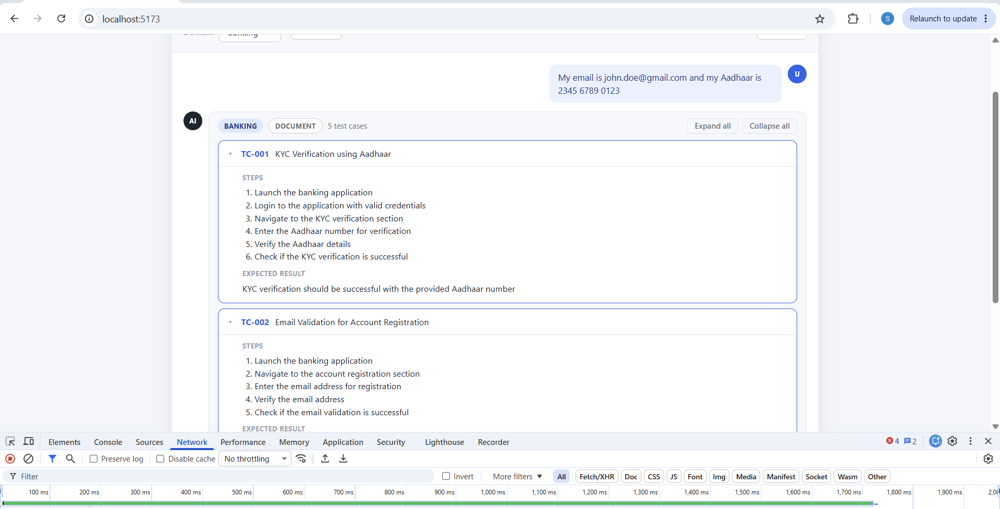 localhost:5173
S
Relaunch to update
Domain
Banking
My email is john.doe@gmail.com and my Aadhaar is
2345 6789 0123
U
AI
BANKING DOCUMENT 5 test cases Expand all Collapse all
TC-001 KYC Verification using Aadhaar
STEPS
1. Launch the banking application
2. Login to the application with valid credentials
3. Navigate to the KYC verification section
4. Enter the Aadhaar number for verification
5. Verify the Aadhaar details
6. Check if the KYC verification is successful
EXPECTED RESULT
KYC verification should be successful with the provided Aadhaar number
TC-002 Email Validation for Account Registration
STEPS
1. Launch the banking application
2. Navigate to the account registration section
3. Enter the email address for registration
4. Verify the email address
5. Check if the email validation is successful
EXPECTED RESULT
Elements Console Sources Network Performance Memory Application Security Lighthouse Recorder 4 2
Preserve log Disable cache No throttling
Filter Invert More filters All Fetch/XHR Doc CSS JS Font Img Media Manifest Socket Wasm Other
100 ms 200 ms 300 ms 400 ms 500 ms 600 ms 700 ms 800 ms 900 ms 1,000 ms 1,100 ms 1,200 ms 1,300 ms 1,400 ms 1,500 ms 1,600 ms 1,700 ms 1,800 ms 1,900 ms